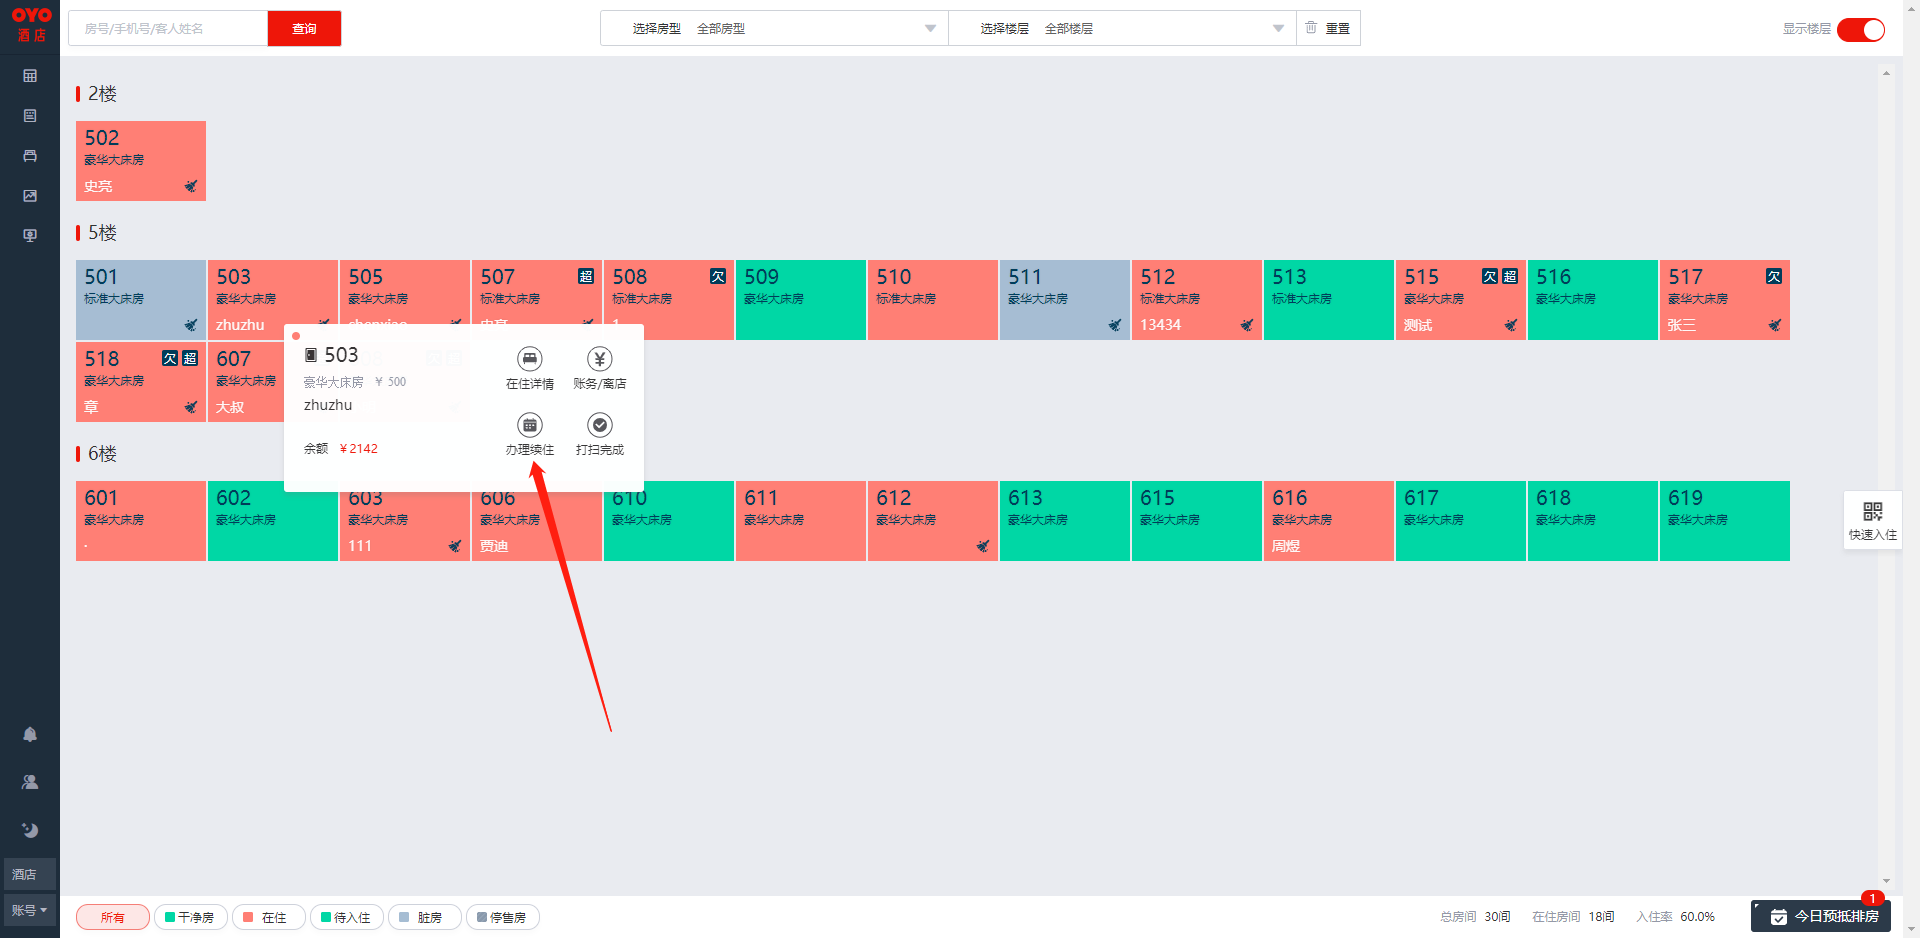 OYO
酒店
房号/手机号/客人姓名
查询
选择房型 全部房型
选择楼层 全部楼层
重置
显示楼层
2楼
502
豪华大床房
史亮
5楼
501
标准大床房
503
豪华大床房
zhuzhu
505
豪华大床房
507
超
标准大床房
508
欠
标准大床房
509
豪华大床房
510
标准大床房
511
豪华大床房
512
标准大床房
13434
513
标准大床房
515
欠 超
豪华大床房
测试
516
豪华大床房
517
欠
豪华大床房
张三
518
欠 超
豪华大床房
章
607
豪华大床房
大叔
503
豪华大床房 ¥ 500
zhuzhu
余额 ¥2142
在住详情
账务/离店
办理续住
打扫完成
6楼
601
豪华大床房
.
602
豪华大床房
603
豪华大床房
111
606
豪华大床房
贾迪
610
豪华大床房
611
豪华大床房
612
豪华大床房
613
豪华大床房
615
豪华大床房
616
豪华大床房
周煜
617
豪华大床房
618
豪华大床房
619
豪华大床房
快速入住
酒店
账号
所有
干净房
在住
待入住
脏房
停售房
总房间 30间
在住房间 18间
入住率 60.0%
今日预抵排房
1